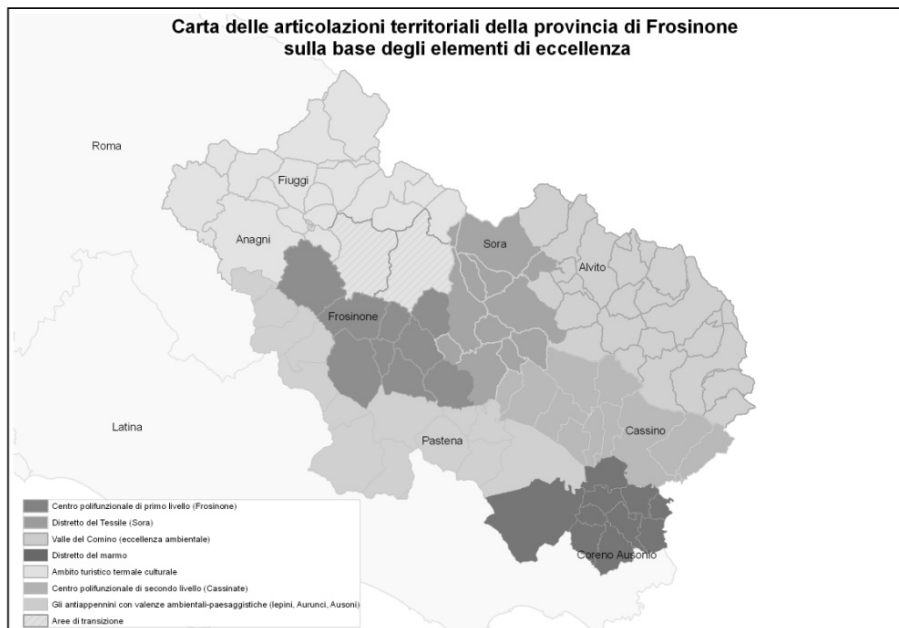 Carta delle articolazioni territoriali della provincia di Frosinone
sulla base degli elementi di eccellenza
Roma
Fiuggi
Anagni
Sora
Alvito
Frosinone
Latina
Pastena
Cassino
Coreno Ausonio
Centro polifunzionale di primo livello (Frosinone)
Distretto del Tessile (Sora)
Valle del Comino (eccellenza ambientale)
Distretto del marmo
Ambito turistico termale culturale
Centro polifunzionale di secondo livello (Cassinate)
Gli antiappennini con valenze ambientali-paesaggistiche (lepini, Aurunci, Ausoni)
Aree di transizione